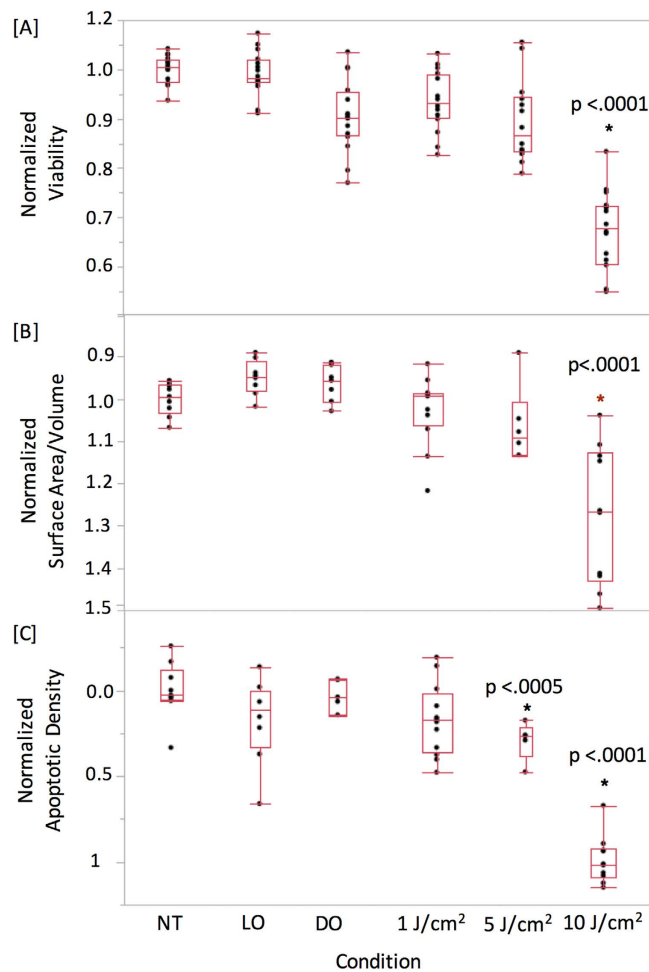 [A]
1.2
1.0
1.0
0.9
0.8
0.7
0.6
Normalized
Viability
p <.0001
*
[B]
0.9
1.0
1.1
1.2
1.3
1.4
1.5
Normalized
Surface Area/Volume
p<.0001
*
[C]
0.0
0.5
1
Normalized
Apoptotic Density
p <.0005
*
p <.0001
*
NT LO DO 1 J/cm² 5 J/cm² 10 J/cm²
Condition